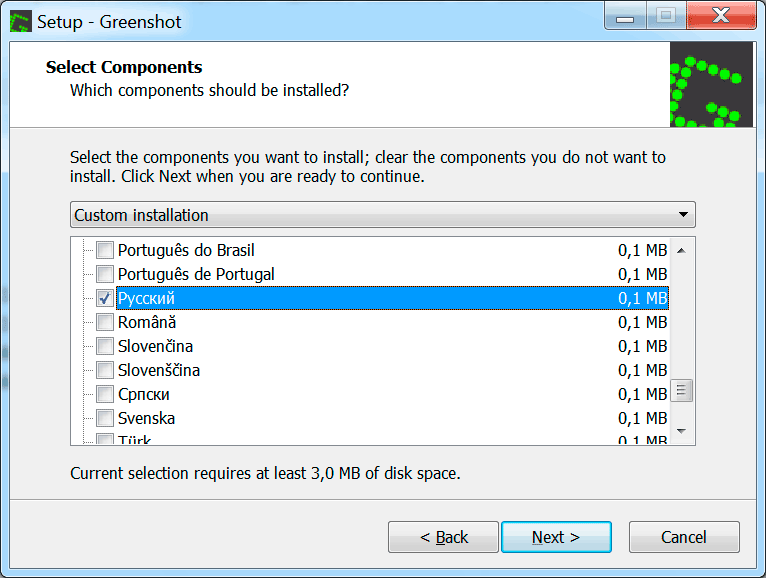 Setup - Greenshot
Select Components
Which components should be installed?
Select the components you want to install; clear the components you do not want to
install. Click Next when you are ready to continue.
Custom installation
Português do Brasil 0,1 MB
Português de Portugal 0,1 MB
Русский 0,1 MB
Română 0,1 MB
Slovenčina 0,1 MB
Slovenščina 0,1 MB
Српски 0,1 MB
Svenska 0,1 MB
Türk 0,1 MB
Current selection requires at least 3,0 MB of disk space.
< Back Next > Cancel